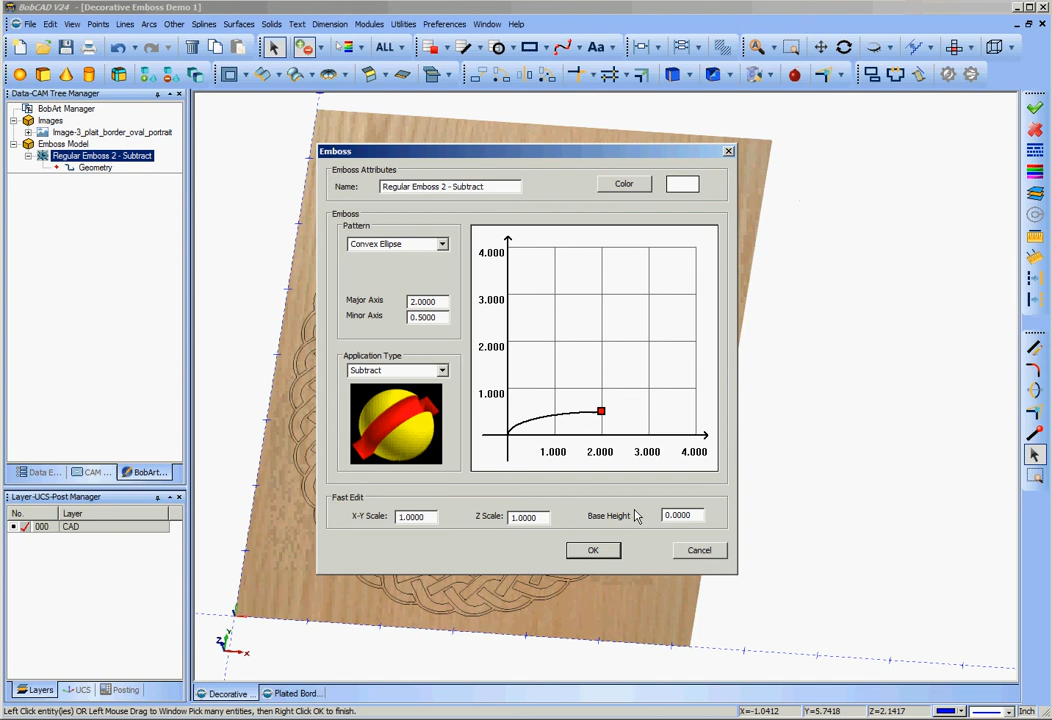 BobCAD V24 - [Decorative Emboss Demo 1]
File Edit View Points Lines Arcs Other Splines Surfaces Solids Text Dimension Modules Utilities Preferences Window Help
ALL Aa
Data-CAM Tree Manager
BobArt Manager
Images
Image-3_plait_border_oval_portrait
Emboss Model
Regular Emboss 2 - Subtract
Geometry
Data E... CAM ... BobArt...
Layer-UCS-Post Manager
No. Layer
000 CAD
Layers UCS Posting
Emboss
Emboss Attributes
Name: Regular Emboss 2 - Subtract Color
Emboss
Pattern
Convex Ellipse
Major Axis 2.0000
Minor Axis 0.5000
Application Type
Subtract
4.000
3.000
2.000
1.000
1.000 2.000 3.000 4.000
Fast Edit
X-Y Scale: 1.0000 Z Scale: 1.0000 Base Height 0.0000
OK Cancel
Z Y X
Decorative ... Plaited Bord...
Left Click entity(ies) OR Left Mouse Drag to Window Pick many entities, then Right Click OK to finish. X=-1.0412 Y=5.7418 Z=2.1417 Inch